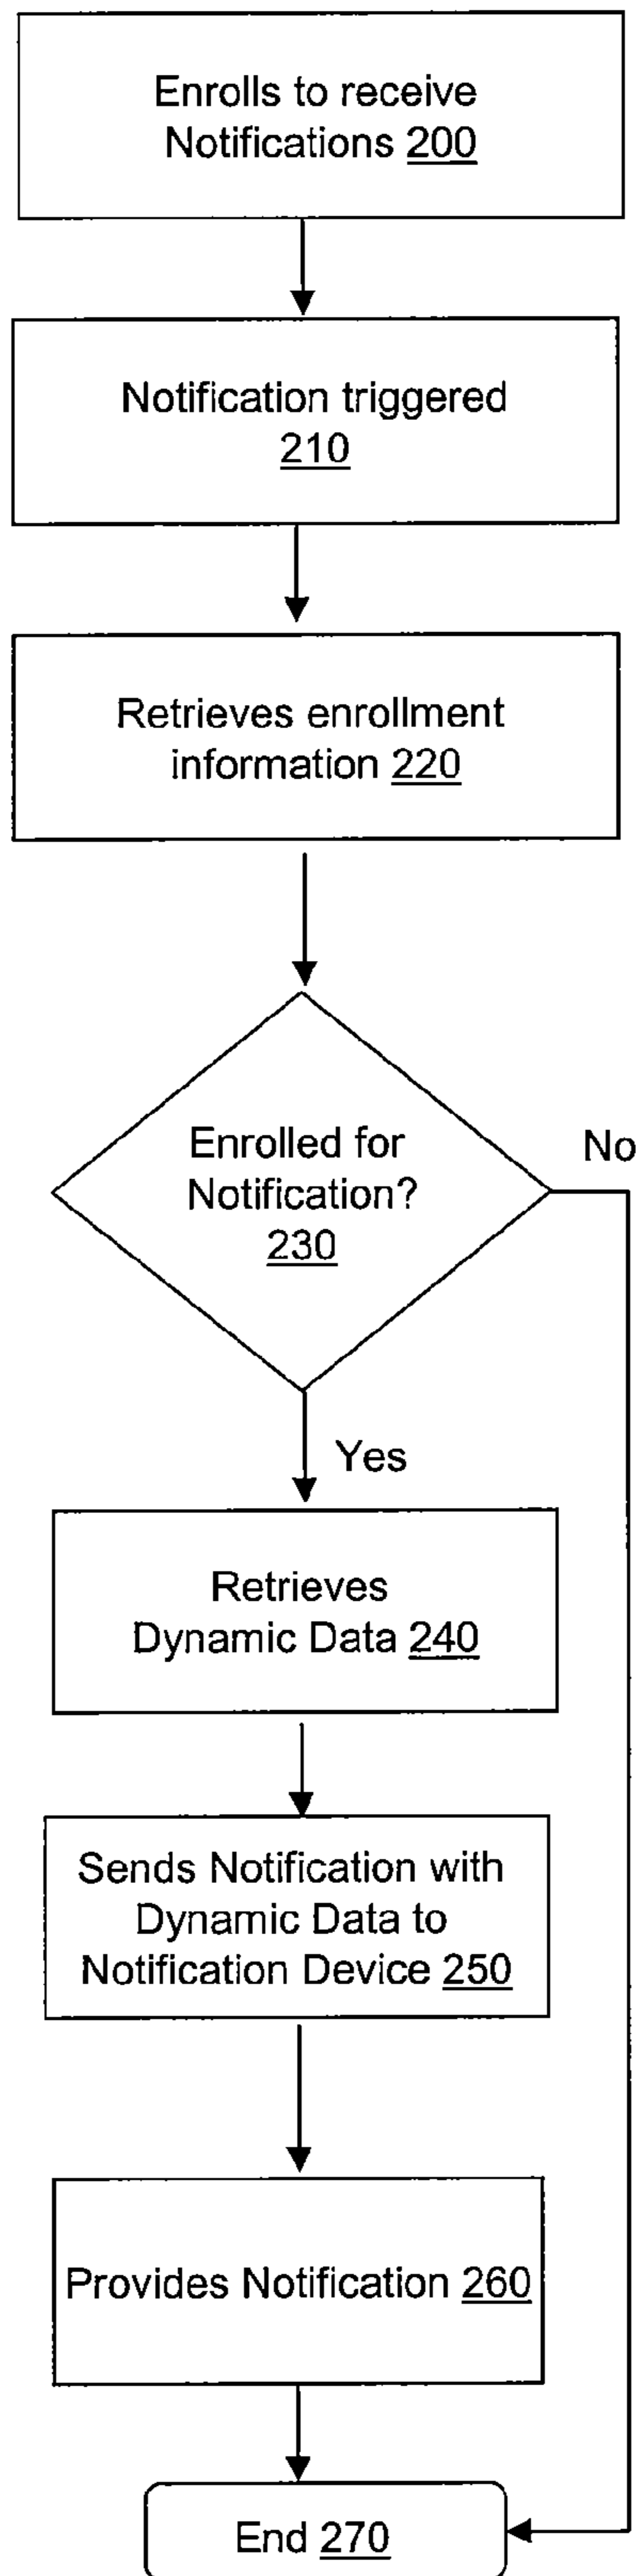 Enrolls to receive
Notifications 200
Notification triggered
210
Retrieves enrollment
information 220
Enrolled for
Notification?
230
No
Yes
Retrieves
Dynamic Data 240
Sends Notification with
Dynamic Data to
Notification Device 250
Provides Notification 260
End 270